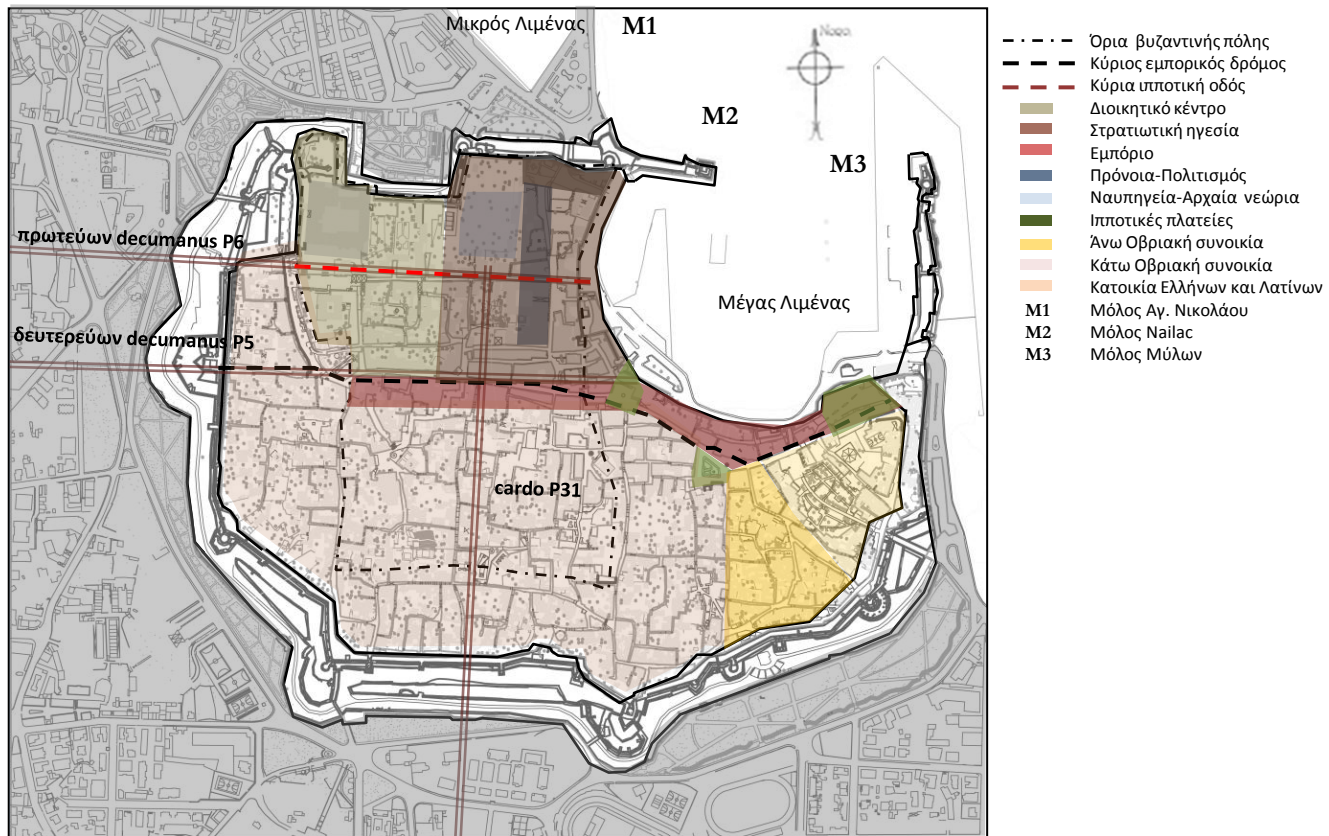 Μικρός Λιμένας
M1
M2
M3
πρωτεύων decumanus P6
Μέγας Λιμένας
δευτερεύων decumanus P5
cardo P31
Όρια βυζαντινής πόλης
Κύριος εμπορικός δρόμος
Κύρια ιπποτική οδός
Διοικητικό κέντρο
Στρατιωτική ηγεσία
Εμπόριο
Πρόνοια-Πολιτισμός
Ναυπηγεία-Αρχαία νεώρια
Ιπποτικές πλατείες
Άνω Οβριακή συνοικία
Κάτω Οβριακή συνοικία
Κατοικία Ελλήνων και Λατίνων
M1 Μόλος Αγ. Νικολάου
M2 Μόλος Nailac
M3 Μόλος Μύλων